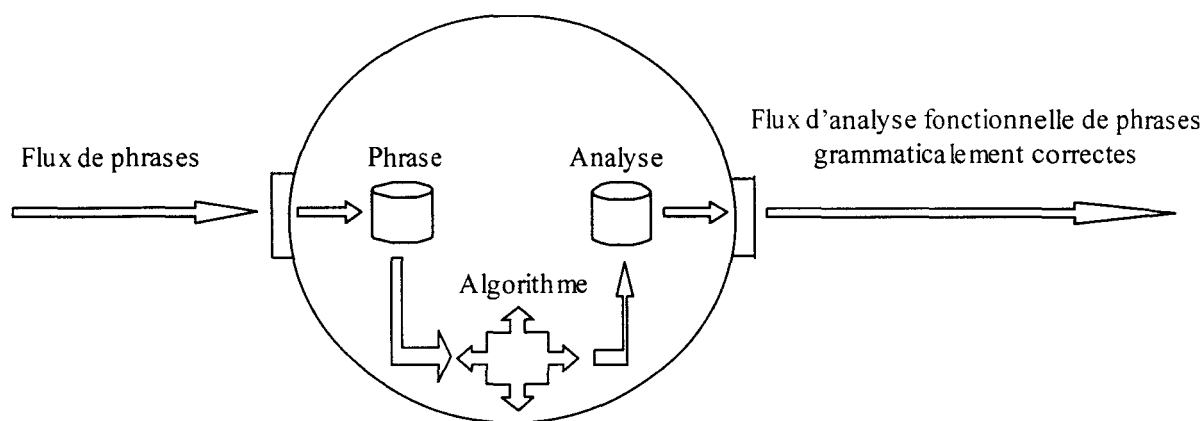 Flux de phrases
Phrase
Analyse
Flux d'analyse fonctionnelle de phrases
grammaticalement correctes
Algorithme